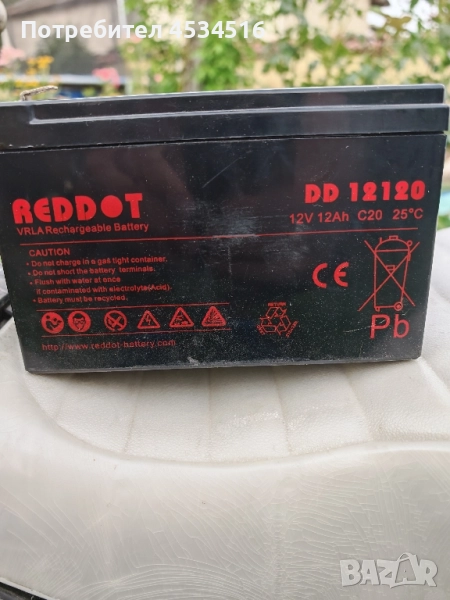 Потребител 4534516
REDDOT
VRLA Rechargeable Battery
DD 12120
12V 12Ah C20 25°C
CAUTION
• Do not charge in a gas tight container.
• Do not short the battery terminals.
• Flush with water at once
if contaminated with electrolyte(Acid).
• Battery must be recycled.
CE
RETURN
Pb
http://www.reddot-battery.com
BAZAR